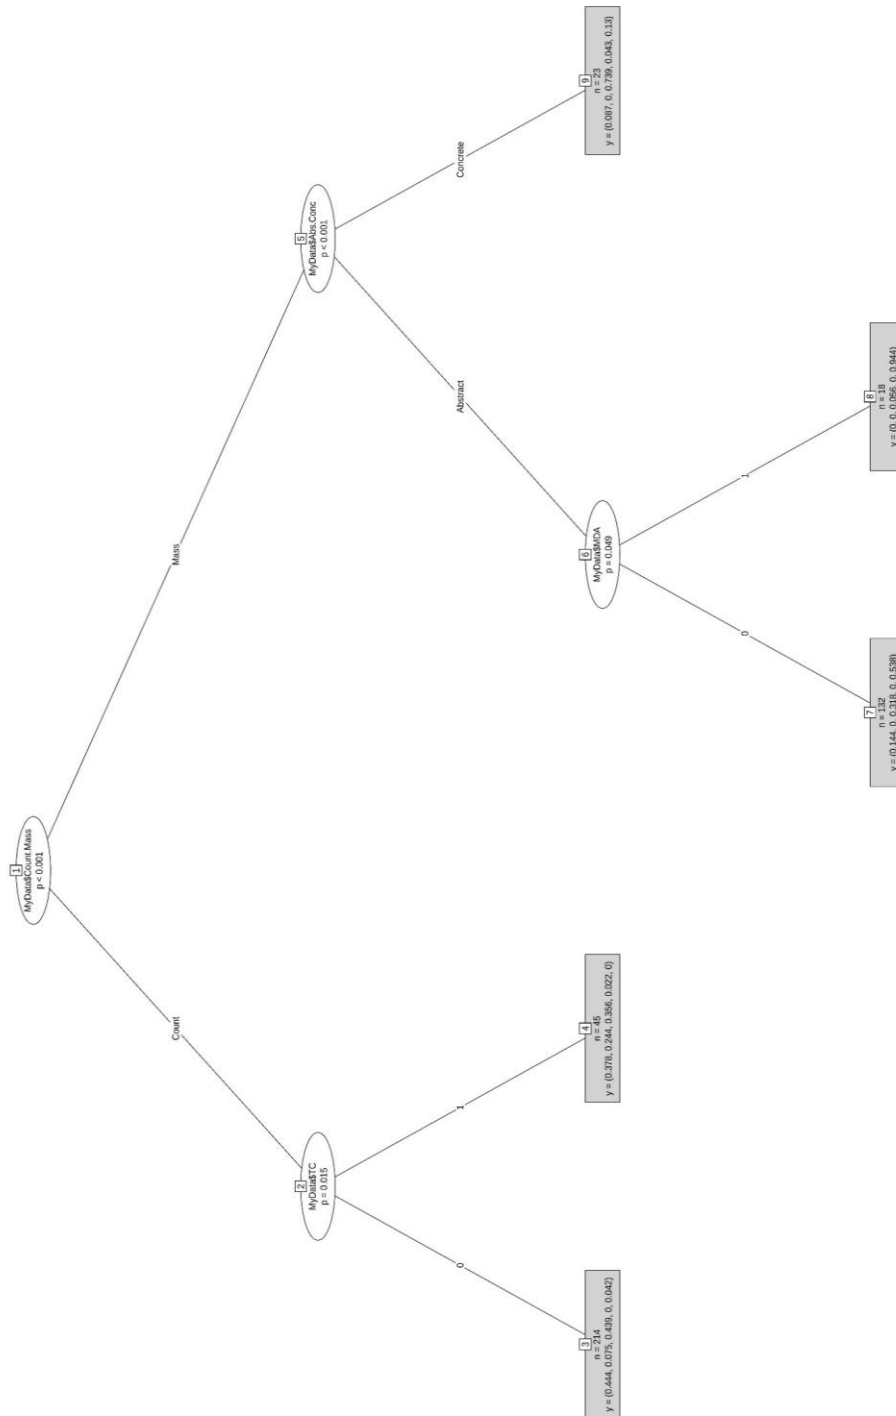 1
MyData$Count.Mass
p < 0.001
Count
Mass
2
MyData$TC
p = 0.015
0
1
3
n = 214
y = (0.444, 0.075, 0.439, 0, 0.042)
4
n = 45
y = (0.378, 0.244, 0.356, 0.022, 0)
5
MyData$Abs.Conc
p < 0.001
Abstract
Concrete
6
MyData$MDA
p = 0.049
0
1
7
n = 132
y = (0.144, 0, 0.318, 0, 0.538)
8
n = 18
y = (0, 0, 0.056, 0, 0.944)
9
n = 23
y = (0.087, 0, 0.739, 0.043, 0.13)